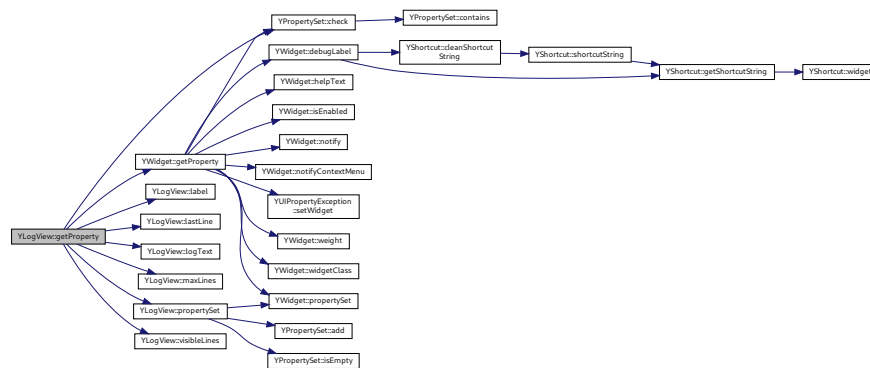 YPropertySet::check
YPropertySet::contains
YWidget::debugLabel
YShortcut::cleanShortcut
String
YShortcut::shortcutString
YShortcut::getShortcutString
YShortcut::widget
YWidget::helpText
YWidget::isEnabled
YWidget::notify
YWidget::getProperty
YWidget::notifyContextMenu
YLogView::label
YUIPropertyException
::setWidget
YLogView::lastLine
YLogView::getProperty
YWidget::weight
YLogView::logText
YWidget::widgetClass
YLogView::maxLines
YWidget::propertySet
YLogView::propertySet
YPropertySet::add
YLogView::visibleLines
YPropertySet::isEmpty